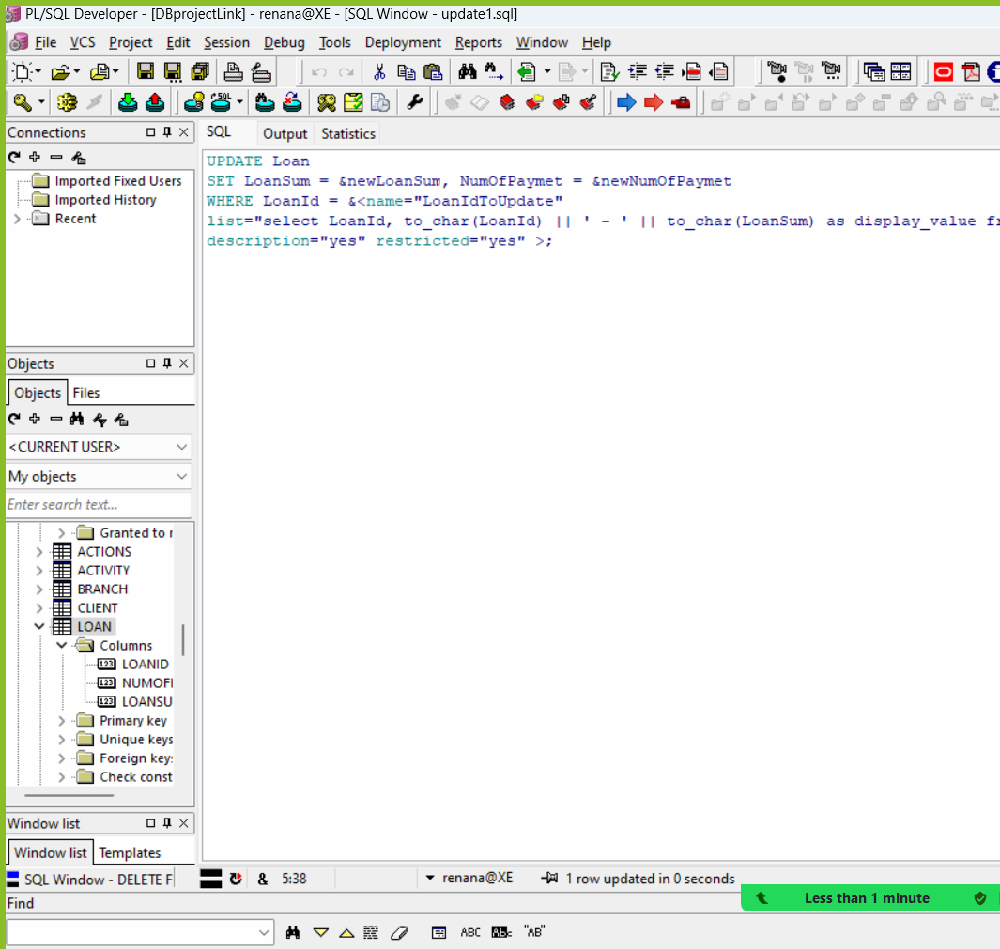 PL/SQL Developer - [DBprojectLink] - renana@XE - [SQL Window - update1.sql]
File VCS Project Edit Session Debug Tools Deployment Reports Window Help
Connections
SQL Output Statistics
Imported Fixed Users
Imported History
Recent
UPDATE Loan
SET LoanSum = &newLoanSum, NumOfPaymet = &newNumOfPaymet
WHERE LoanId = &<name="LoanIdToUpdate"
list="select LoanId, to_char(LoanId) || ' - ' || to_char(LoanSum) as display_value fr
description="yes" restricted="yes" >;
Objects
Objects Files
<CURRENT USER>
My objects
Enter search text...
Granted to r
ACTIONS
ACTIVITY
BRANCH
CLIENT
LOAN
Columns
123 LOANID
123 NUMOF
123 LOANSU
Primary key
Unique keys
Foreign key
Check const
Window list
Window list Templates
SQL Window - DELETE F
& 5:38 renana@XE 1 row updated in 0 seconds
Less than 1 minute
Find
ABC "AB"